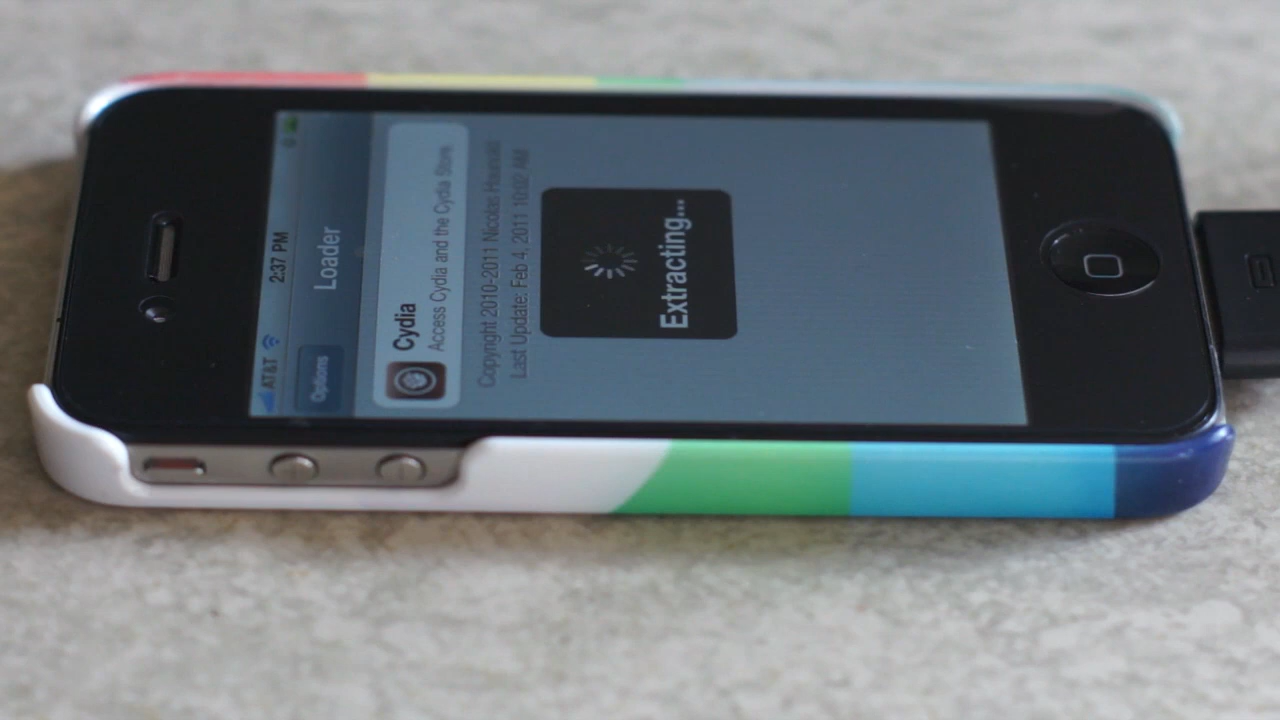 AT&T 2:37 PM
Options Loader
Cydia
Access Cydia and the Cydia Store.
Copyright 2010-2011 Nicolas Haunold
Last Update: Feb 4, 2011 10:02 AM
Extracting...